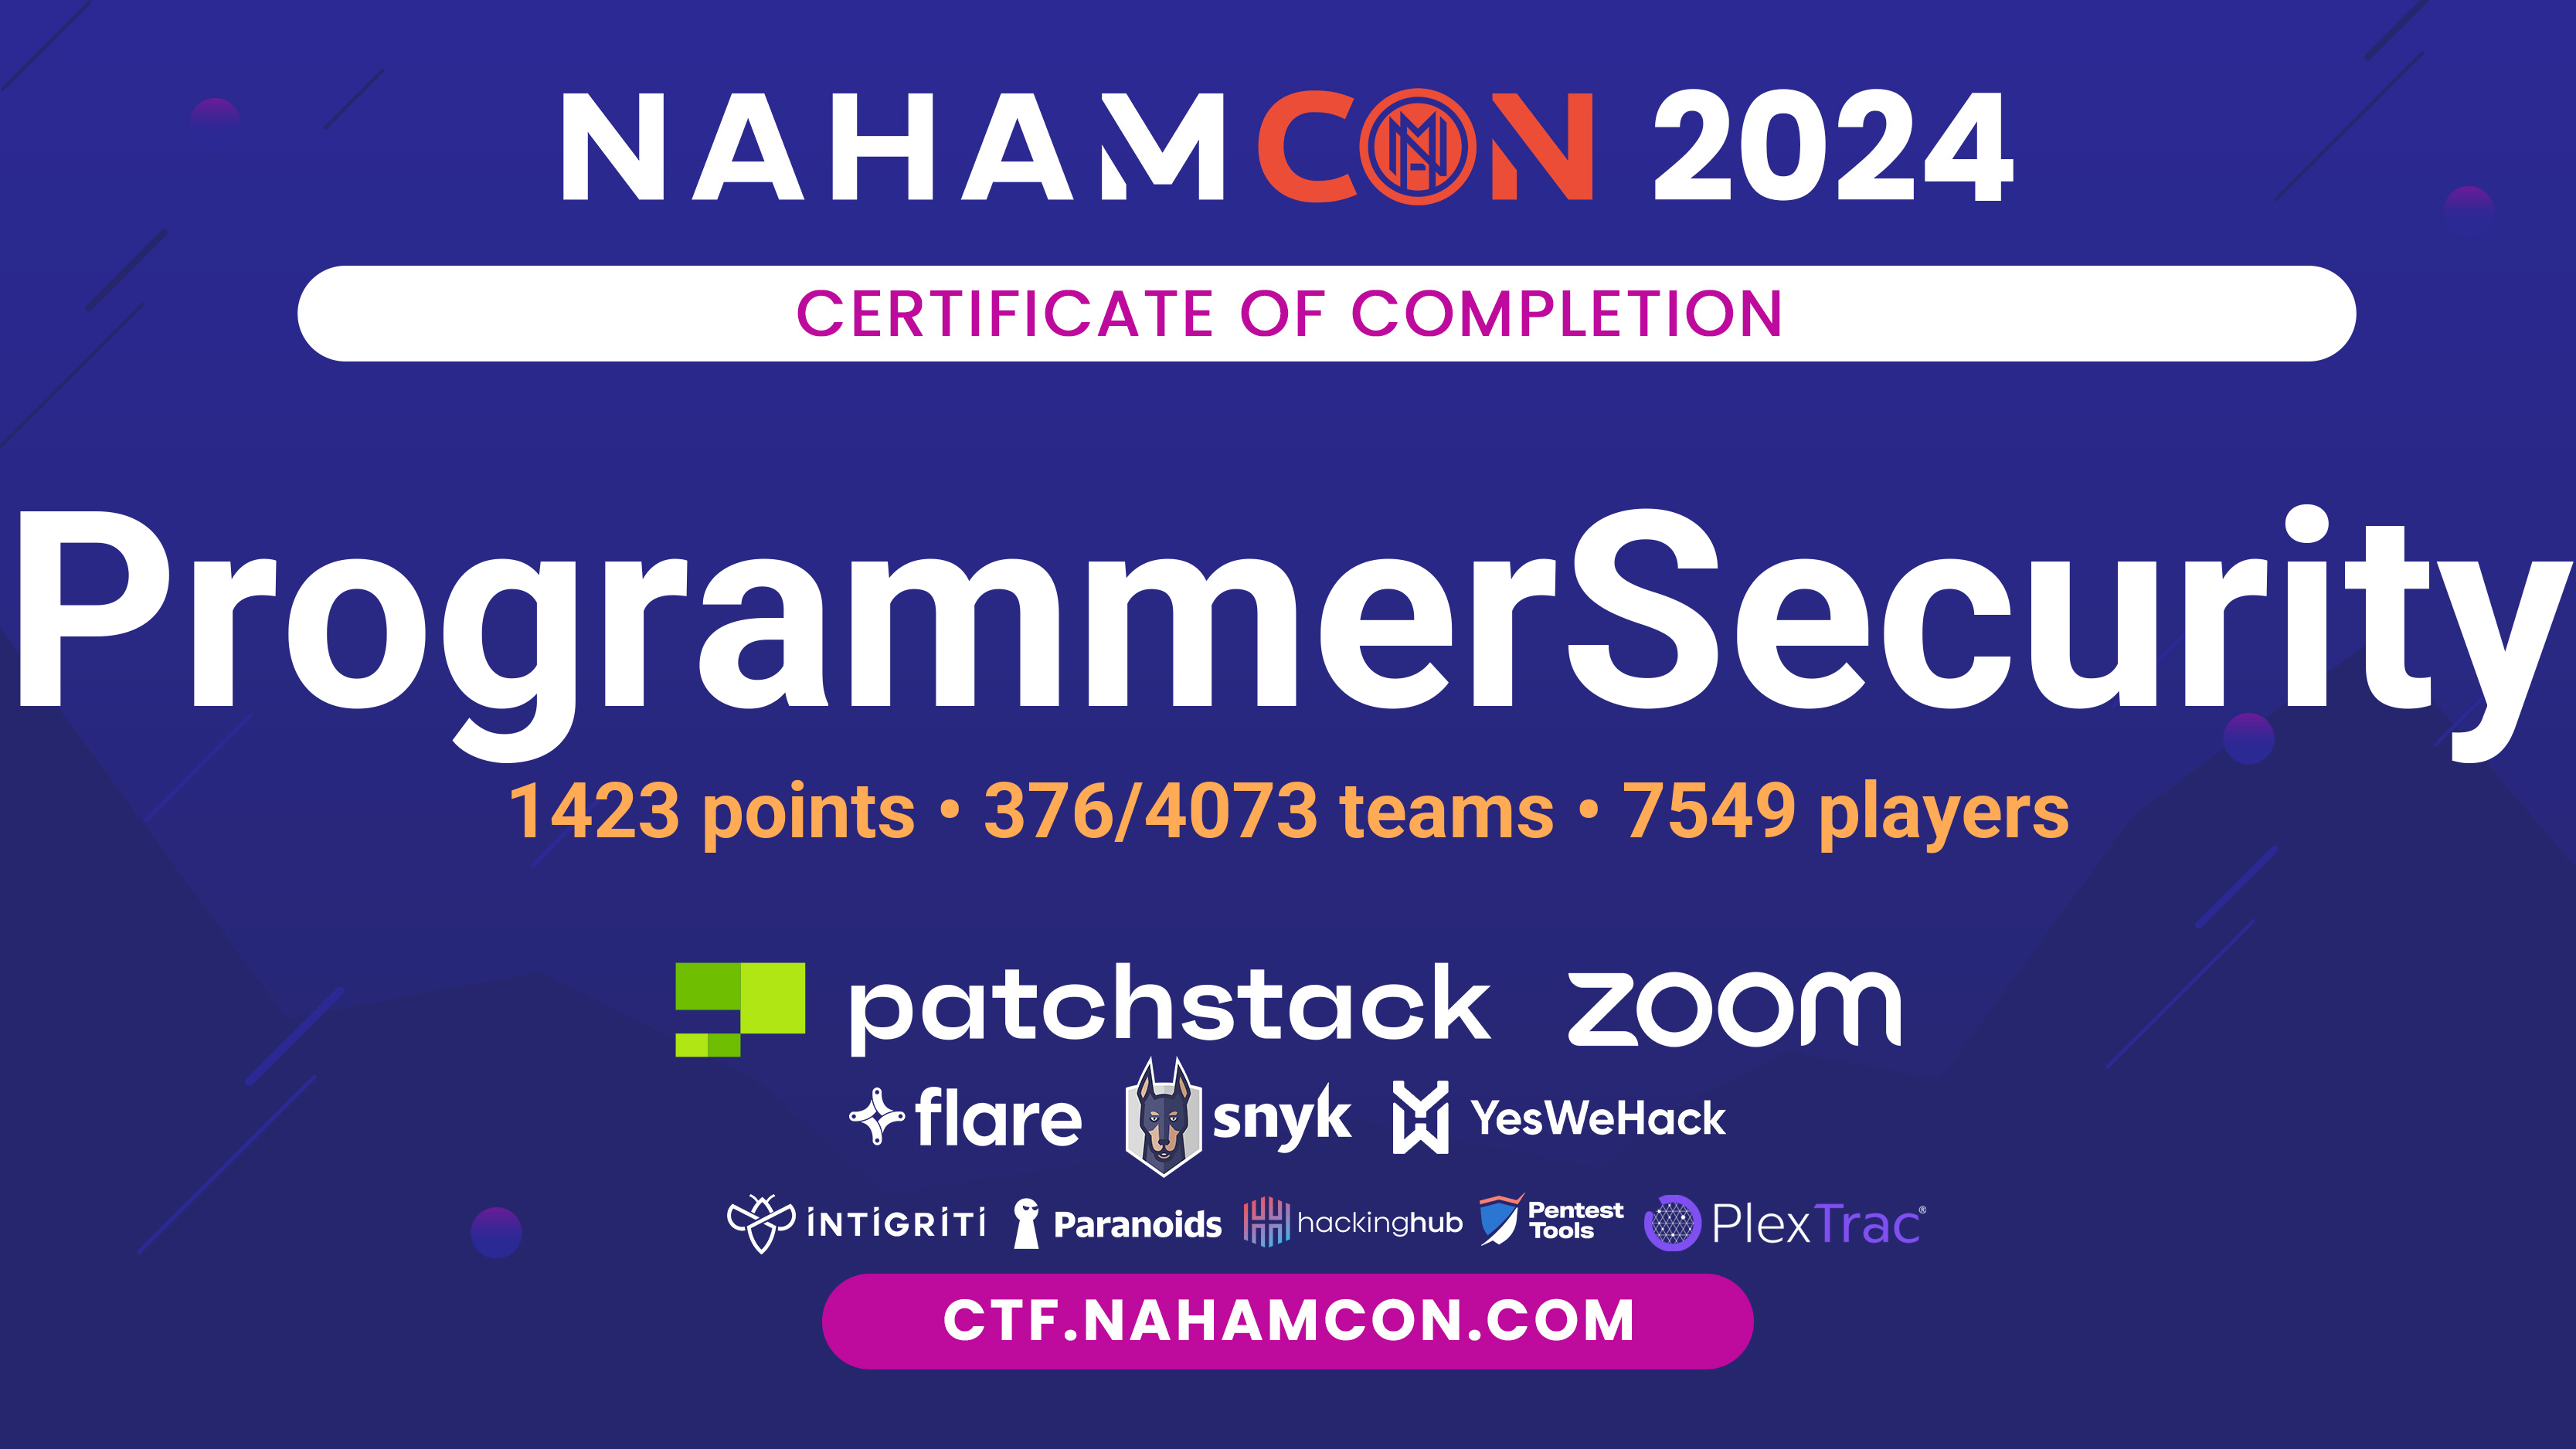 NAHAMCON 2024
CERTIFICATE OF COMPLETION
ProgrammerSecurity
1423 points • 376/4073 teams • 7549 players
patchstack zoom
flare snyk YesWeHack
INTIGRITI Paranoids hackinghub Pentest Tools PlexTrac®
CTF.NAHAMCON.COM